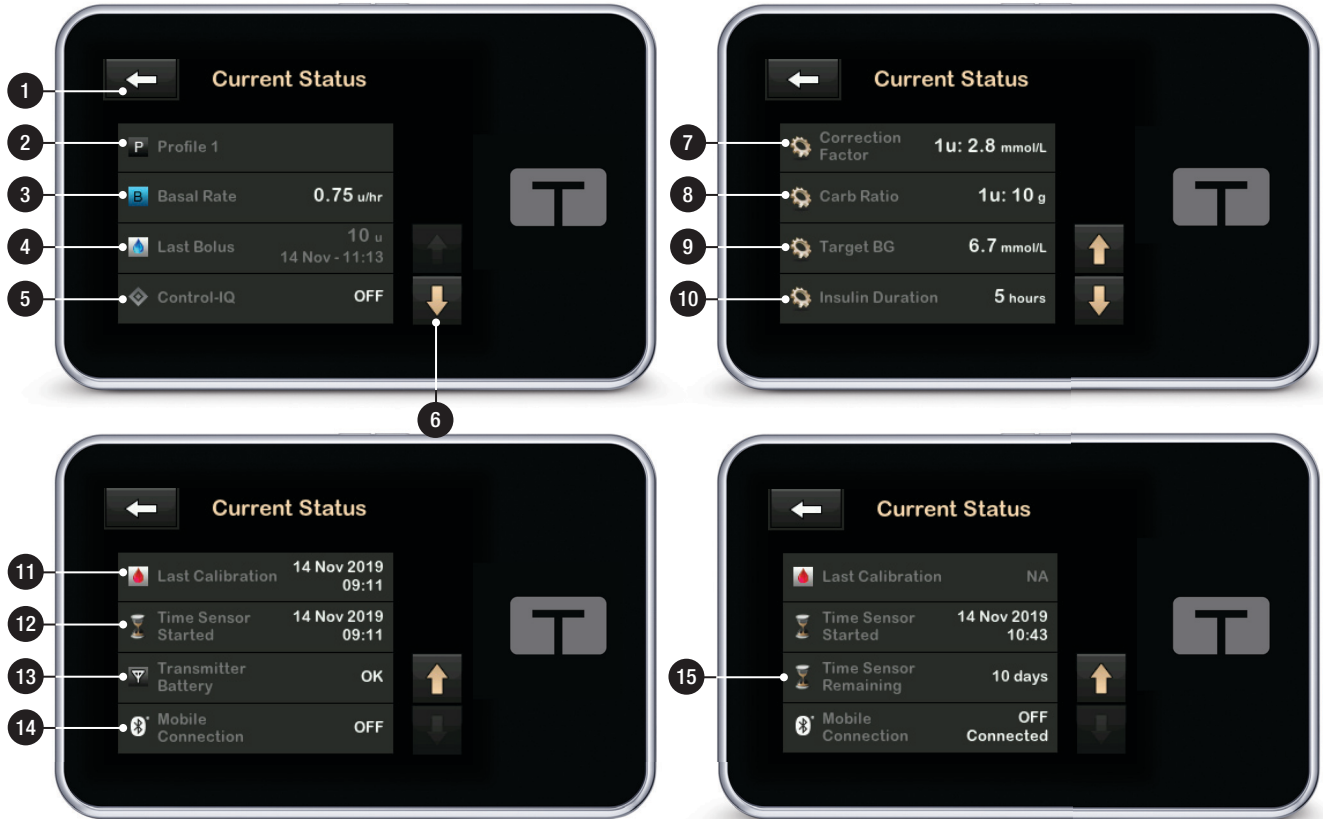 Current Status
1
2
P Profile 1
3
B Basal Rate 0.75 u/hr
4
Last Bolus 10 u
14 Nov - 11:13
5
Control-IQ OFF
6
T
Current Status
7
Correction
Factor 1u: 2.8 mmol/L
8
Carb Ratio 1u: 10 g
9
Target BG 6.7 mmol/L
10
Insulin Duration 5 hours
T
Current Status
11
Last Calibration 14 Nov 2019
09:11
12
Time Sensor 14 Nov 2019
Started 09:11
13
Transmitter
Battery OK
14
Mobile
Connection OFF
T
Current Status
Last Calibration NA
Time Sensor 14 Nov 2019
Started 10:43
15
Time Sensor
Remaining 10 days
Mobile OFF
Connection Connected
T